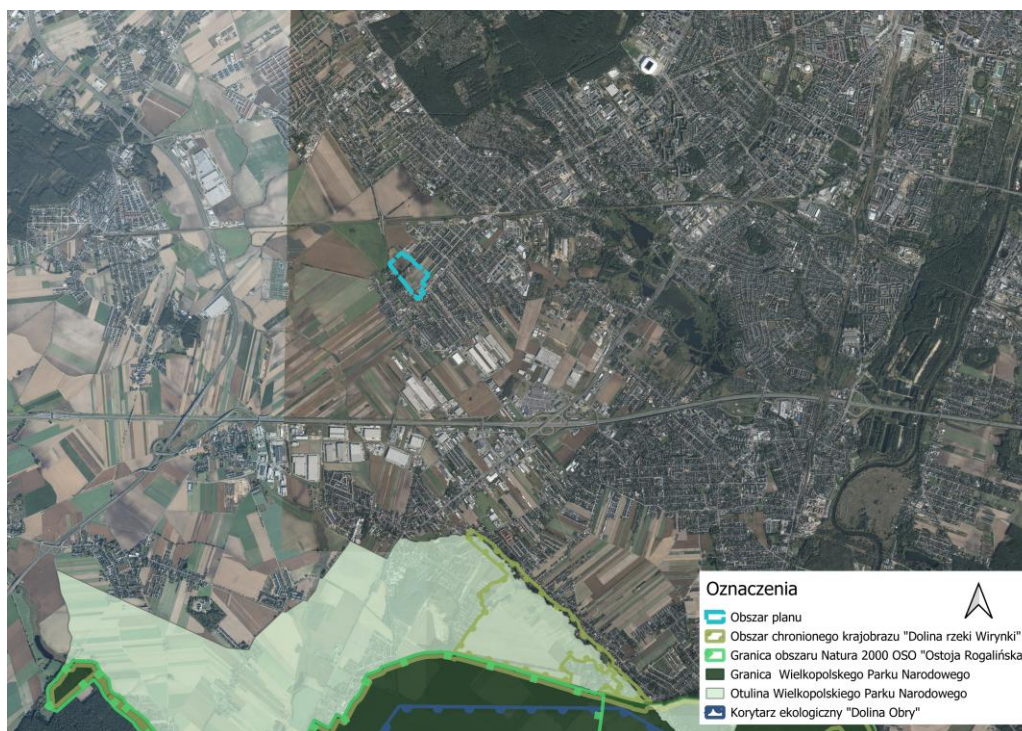 Oznaczenia
Obszar planu
Obszar chronionego krajobrazu "Dolina rzeki Wirynki"
Granica obszaru Natura 2000 OSO "Ostoja Rogalińska
Granica Wielkopolskiego Parku Narodowego
Otulina Wielkopolskiego Parku Narodowego
Korytarz ekologiczny "Dolina Obry"